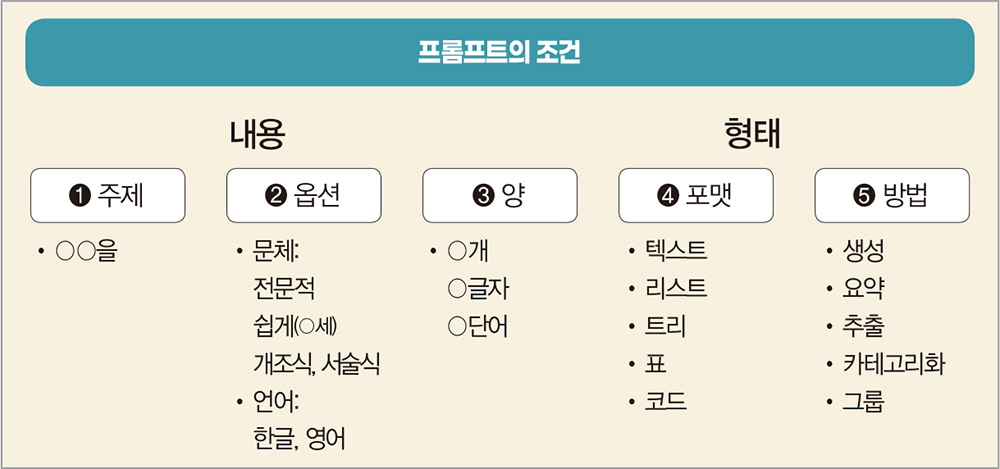 프롬프트의 조건
내용
❶ 주제
• ○○을
❷ 옵션
• 문체:
전문적
쉽게(○세)
개조식, 서술식
• 언어:
한글, 영어
❸ 양
• ○개
○글자
○단어
형태
❹ 포맷
• 텍스트
• 리스트
• 트리
• 표
• 코드
❺ 방법
• 생성
• 요약
• 추출
• 카테고리화
• 그룹